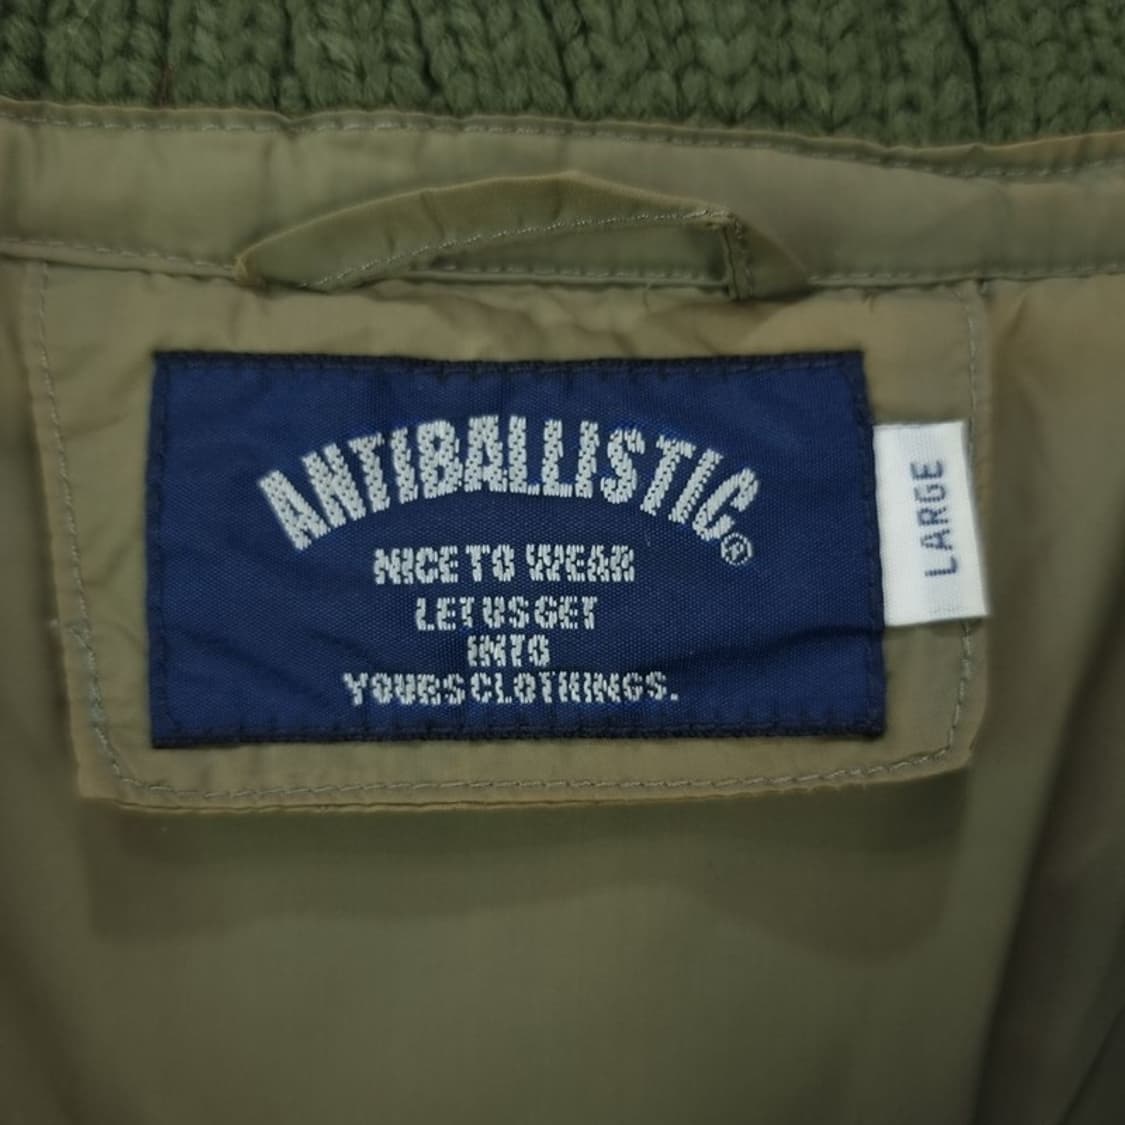 ANTIBALLISTIC®
NICE TO WEAR
LET US GET
INTO
YOURS CLOTHINGS.
LARGE